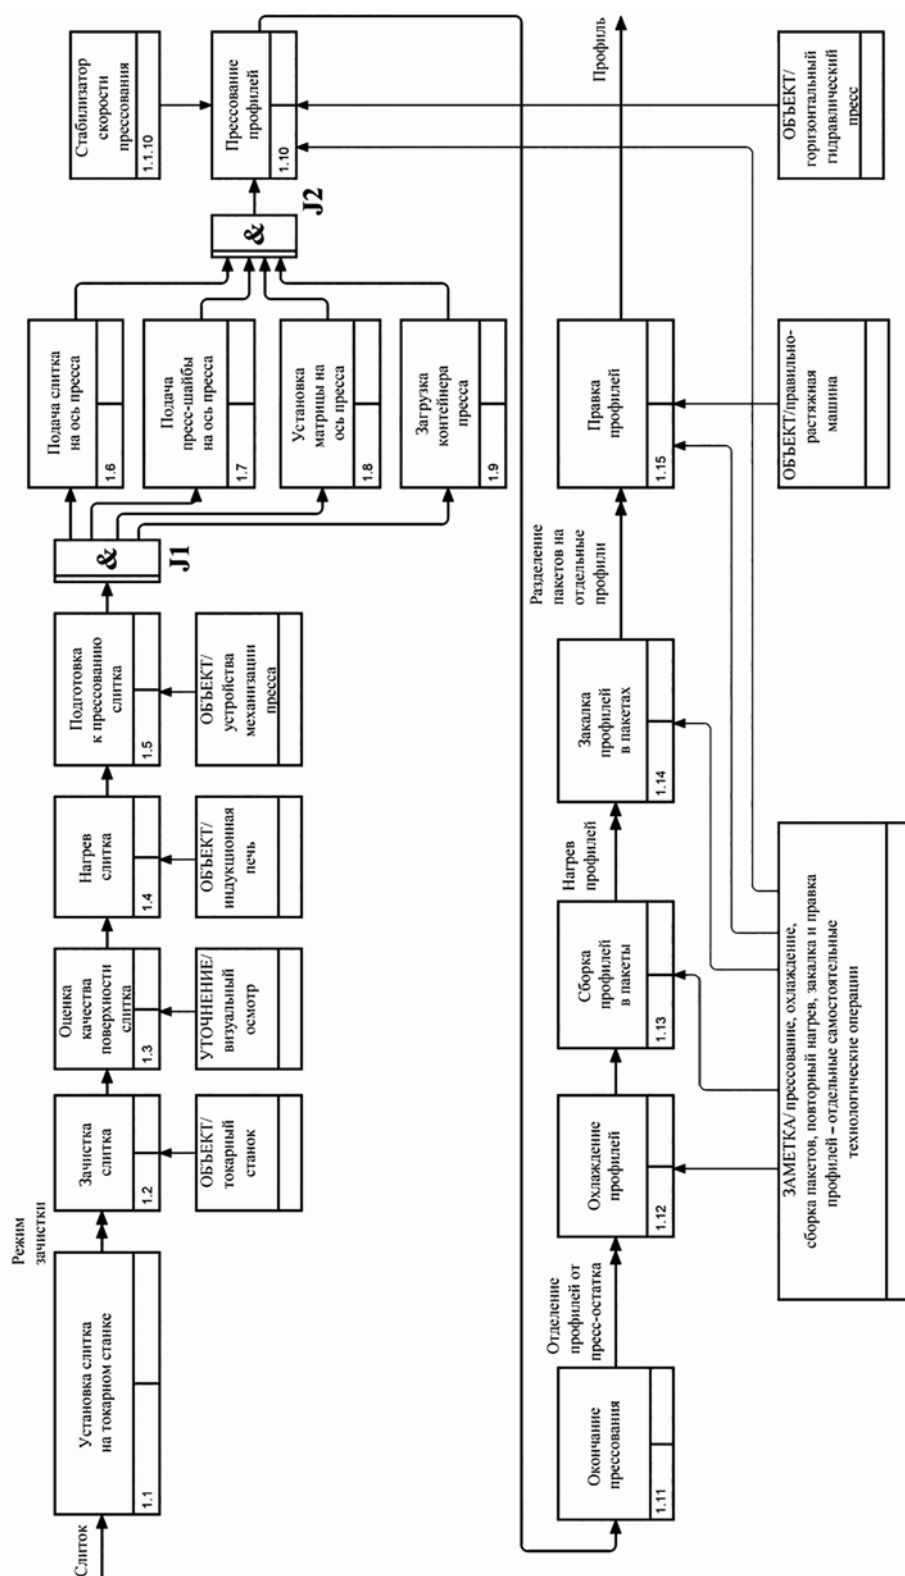 Слиток
Установка слитка
на токарном станке
1.1
Режим
зачистки
Зачистка
слитка
1.2
ОБЪЕКТ/
токарный
станок
Оценка
качества
поверхности
слитка
1.3
УТОЧНЕНИЕ/
визуальный
осмотр
Нагрев
слитка
1.4
ОБЪЕКТ/
индукционная
печь
Подготовка
к прессованию
слитка
1.5
ОБЪЕКТ/
устройства
механизации
пресса
&
J1
Подача слитка
на ось пресса
1.6
Подача
пресс-шайбы
на ось пресса
1.7
Установка
матрицы на
ось пресса
1.8
Загрузка
контейнера
пресса
1.9
&
J2
Стабилизатор
скорости
прессования
1.1.10
Прессование
профилей
1.10
Окончание
прессования
1.11
Отделение
профилей от
пресс-остатка
Охлаждение
профилей
1.12
Сборка
профилей
в пакеты
1.13
Нагрев
профилей
Закалка
профилей
в пакетах
1.14
Разделение
пакетов на
отдельные
профили
Правка
профилей
1.15
Профиль
ЗАМЕТКА/ прессование, охлаждение,
сборка пакетов, повторный нагрев, закалка и правка
профилей – отдельные самостоятельные
технологические операции
ОБЪЕКТ/правильно-
растяжная
машина
ОБЪЕКТ/
горизонтальный
гидравлический
пресс